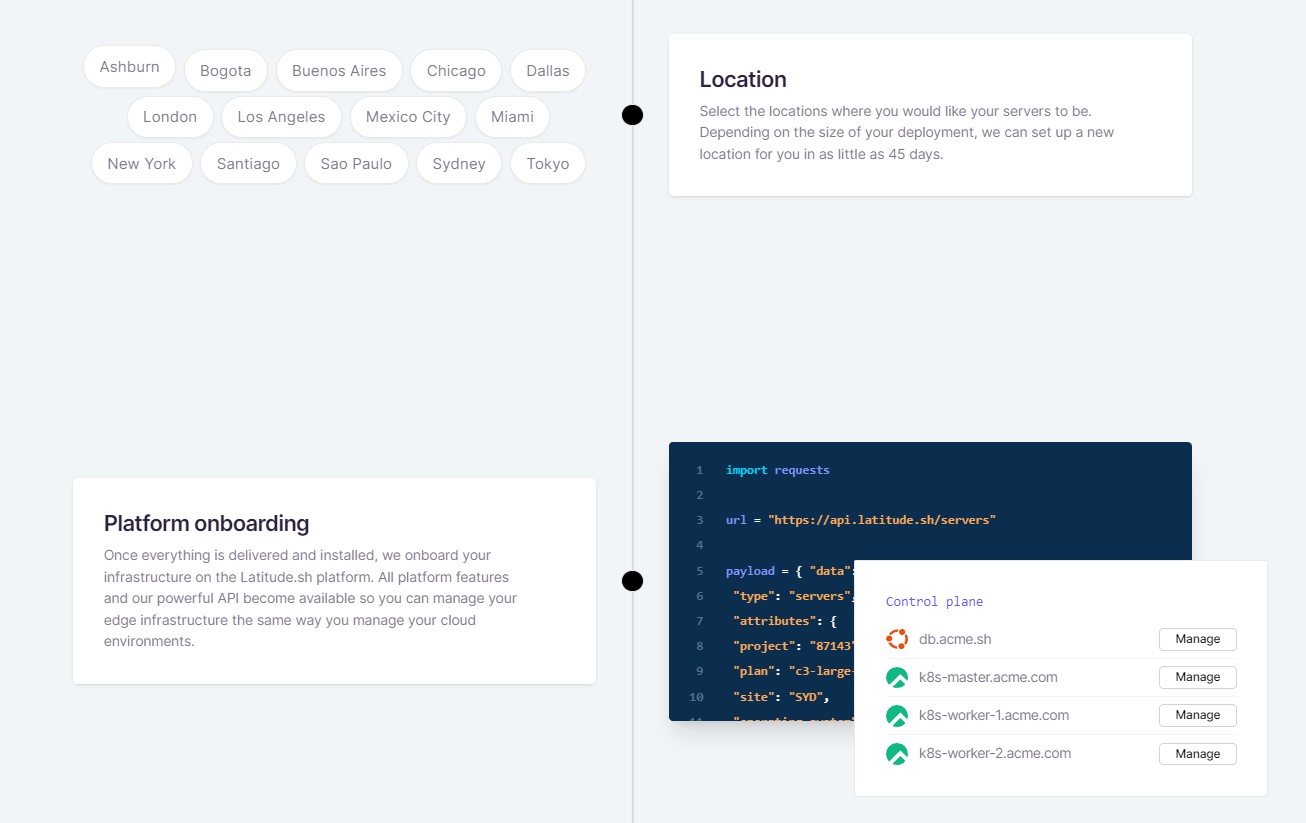 Ashburn
Bogota
Buenos Aires
Chicago
Dallas
London
Los Angeles
Mexico City
Miami
New York
Santiago
Sao Paulo
Sydney
Tokyo
Location
Select the locations where you would like your servers to be.
Depending on the size of your deployment, we can set up a new
location for you in as little as 45 days.
Platform onboarding
Once everything is delivered and installed, we onboard your
infrastructure on the Latitude.sh platform. All platform features
and our powerful API become available so you can manage your
edge infrastructure the same way you manage your cloud
environments.
1 import requests
2
3 url = "https://api.latitude.sh/servers"
4
5 payload = { "data":
6 "type": "servers",
7 "attributes": {
8 "project": "87143"
9 "plan": "c3-large-
10 "site": "SYD",
Control plane
db.acme.sh Manage
k8s-master.acme.com Manage
k8s-worker-1.acme.com Manage
k8s-worker-2.acme.com Manage